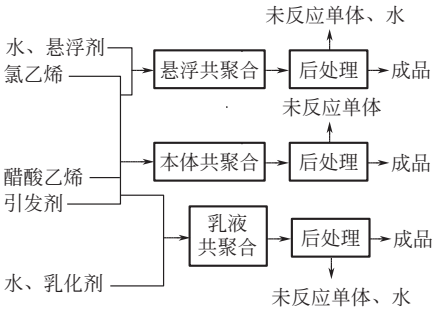 未反应单体、水
水、悬浮剂
氯乙烯
悬浮共聚合
后处理
成品
未反应单体
醋酸乙烯
引发剂
本体共聚合
后处理
成品
乳液
共聚合
后处理
成品
水、乳化剂
未反应单体、水